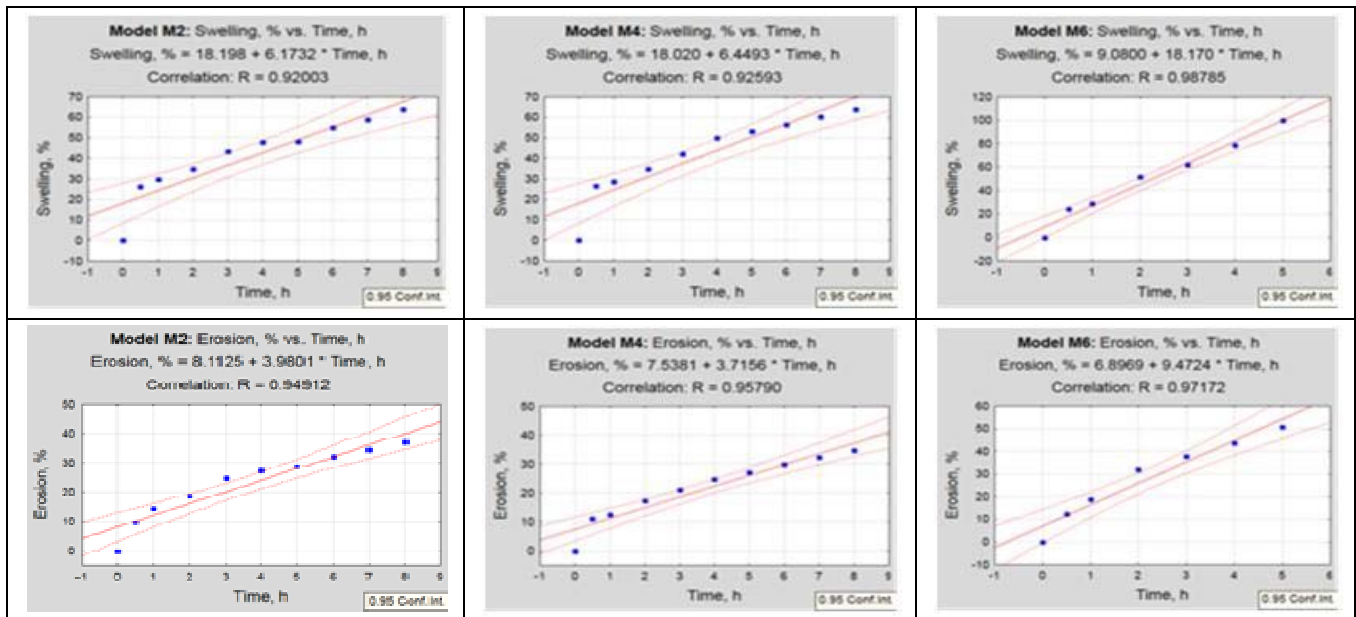 Model M2: Swelling, % vs. Time, h
Swelling, % = 18.198 + 6.1732 * Time, h
Correlation: R = 0.92003
70
60
50
40
30
20
10
0
-10
Swelling, %
-1 0 1 2 3 4 5 6 7 8 9
Time, h
0.95 Conf.Int.
Model M4: Swelling, % vs. Time, h
Swelling, % = 18.020 + 6.4493 * Time, h
Correlation: R = 0.92593
70
60
50
40
30
20
10
0
-10
Swelling, %
-1 0 1 2 3 4 5 6 7 8 9
Time, h
0.95 Conf.Int.
Model M6: Swelling, % vs. Time, h
Swelling, % = 9.0800 + 18.170 * Time, h
Correlation: R = 0.98785
120
100
80
60
40
20
0
-20
Swelling, %
-1 0 1 2 3 4 5 6
Time, h
0.95 Conf.Int.
Model M2: Erosion, % vs. Time, h
Erosion, % = 8.1125 + 3.9801 * Time, h
Correlation: R = 0.94912
50
40
30
20
10
0
Erosion, %
-1 0 1 2 3 4 5 6 7 8 9
Time, h
0.95 Conf.Int.
Model M4: Erosion, % vs. Time, h
Erosion, % = 7.5381 + 3.7156 * Time, h
Correlation: R = 0.95790
50
40
30
20
10
0
Erosion, %
-1 0 1 2 3 4 5 6 7 8 9
Time, h
0.95 Conf.Int.
Model M6: Erosion, % vs. Time, h
Erosion, % = 6.8969 + 9.4724 * Time, h
Correlation: R = 0.97172
60
50
40
30
20
10
0
-10
Erosion, %
-1 0 1 2 3 4 5 6
Time, h
0.95 Conf.Int.